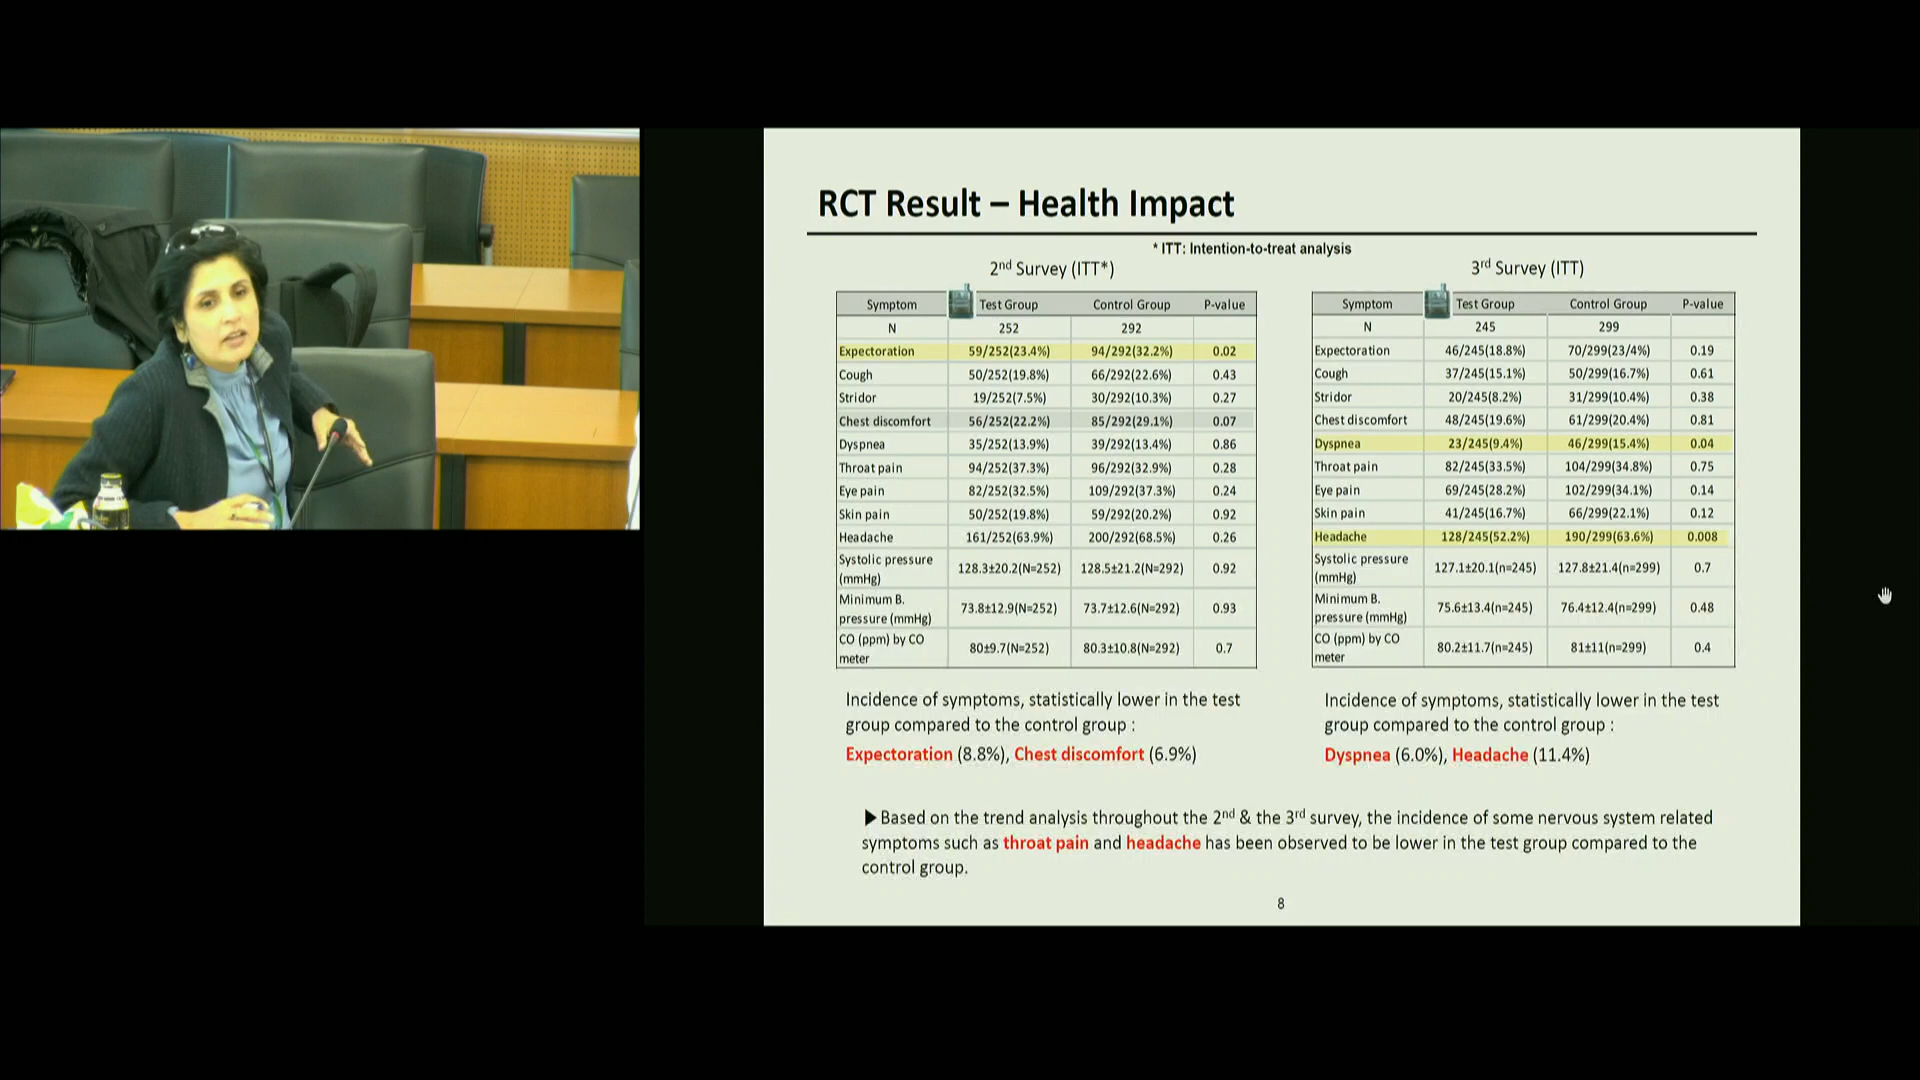 RCT Result – Health Impact
* ITT: Intention-to-treat analysis
2nd Survey (ITT*)
Symptom Test Group Control Group P-value
N 252 292
Expectoration 59/252(23.4%) 94/292(32.2%) 0.02
Cough 50/252(19.8%) 66/292(22.6%) 0.43
Stridor 19/252(7.5%) 30/292(10.3%) 0.27
Chest discomfort 56/252(22.2%) 85/292(29.1%) 0.07
Dyspnea 35/252(13.9%) 39/292(13.4%) 0.86
Throat pain 94/252(37.3%) 96/292(32.9%) 0.28
Eye pain 82/252(32.5%) 109/292(37.3%) 0.24
Skin pain 50/252(19.8%) 59/292(20.2%) 0.92
Headache 161/252(63.9%) 200/292(68.5%) 0.26
Systolic pressure
(mmHg) 128.3±20.2(N=252) 128.5±21.2(N=292) 0.92
Minimum B.
pressure (mmHg) 73.8±12.9(N=252) 73.7±12.6(N=292) 0.93
CO (ppm) by CO
meter 80±9.7(N=252) 80.3±10.8(N=292) 0.7
Incidence of symptoms, statistically lower in the test
group compared to the control group :
Expectoration (8.8%), Chest discomfort (6.9%)
3rd Survey (ITT)
Symptom Test Group Control Group P-value
N 245 299
Expectoration 46/245(18.8%) 70/299(23/4%) 0.19
Cough 37/245(15.1%) 50/299(16.7%) 0.61
Stridor 20/245(8.2%) 31/299(10.4%) 0.38
Chest discomfort 48/245(19.6%) 61/299(20.4%) 0.81
Dyspnea 23/245(9.4%) 46/299(15.4%) 0.04
Throat pain 82/245(33.5%) 104/299(34.8%) 0.75
Eye pain 69/245(28.2%) 102/299(34.1%) 0.14
Skin pain 41/245(16.7%) 66/299(22.1%) 0.12
Headache 128/245(52.2%) 190/299(63.6%) 0.008
Systolic pressure
(mmHg) 127.1±20.1(n=245) 127.8±21.4(n=299) 0.7
Minimum B.
pressure (mmHg) 75.6±13.4(n=245) 76.4±12.4(n=299) 0.48
CO (ppm) by CO
meter 80.2±11.7(n=245) 81±11(n=299) 0.4
Incidence of symptoms, statistically lower in the test
group compared to the control group :
Dyspnea (6.0%), Headache (11.4%)
▶Based on the trend analysis throughout the 2nd & the 3rd survey, the incidence of some nervous system related
symptoms such as throat pain and headache has been observed to be lower in the test group compared to the
control group.
8